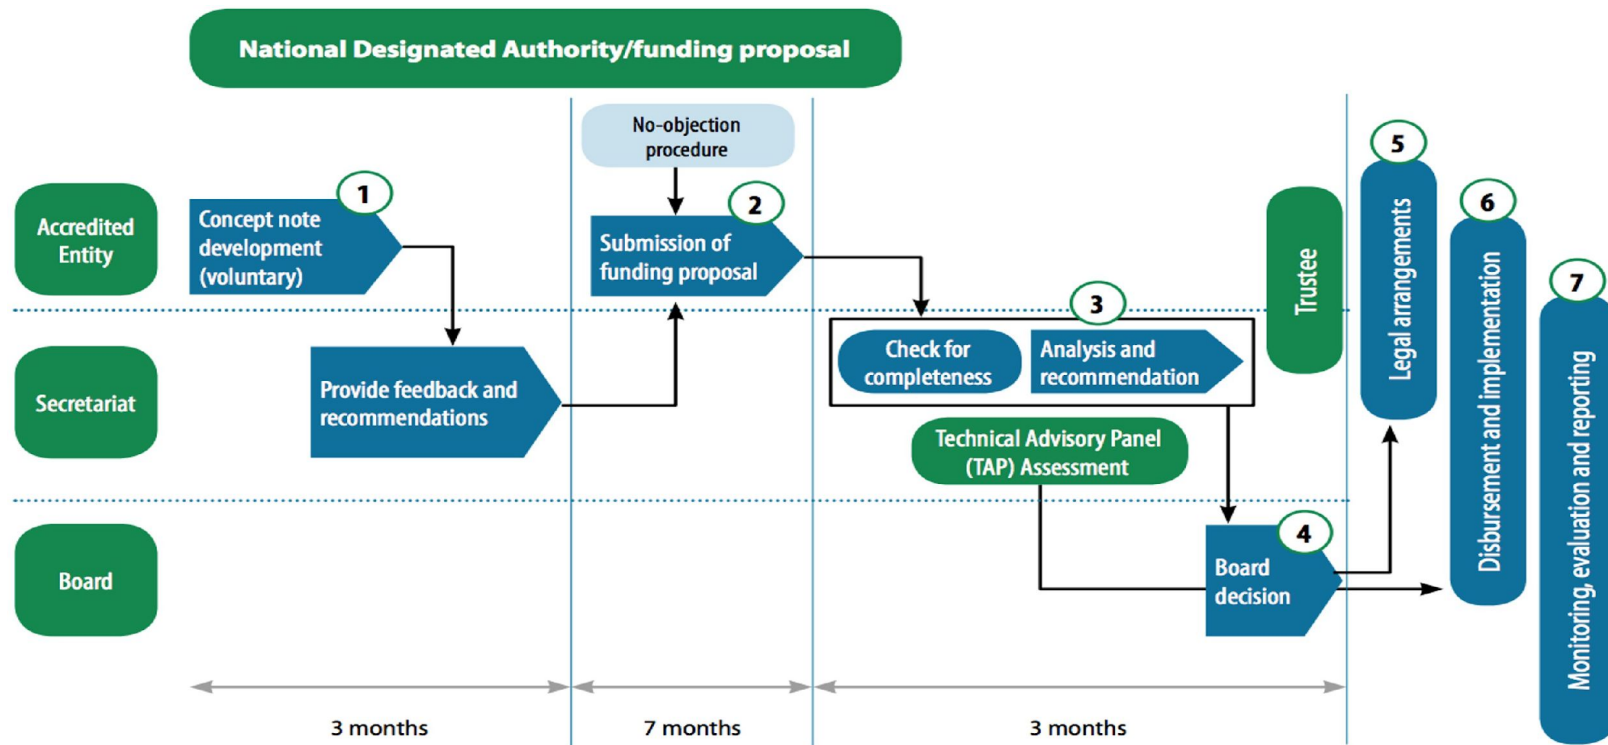 National Designated Authority/funding proposal
No-objection
procedure
Accredited
Entity
1
Concept note
development
(voluntary)
2
Submission of
funding proposal
Trustee
5
Legal arrangements
6
Disbursement and implementation
7
Monitoring, evaluation and reporting
Secretariat
Provide feedback and
recommendations
3
Check for
completeness
Analysis and
recommendation
Technical Advisory Panel
(TAP) Assessment
Board
4
Board
decision
3 months
7 months
3 months